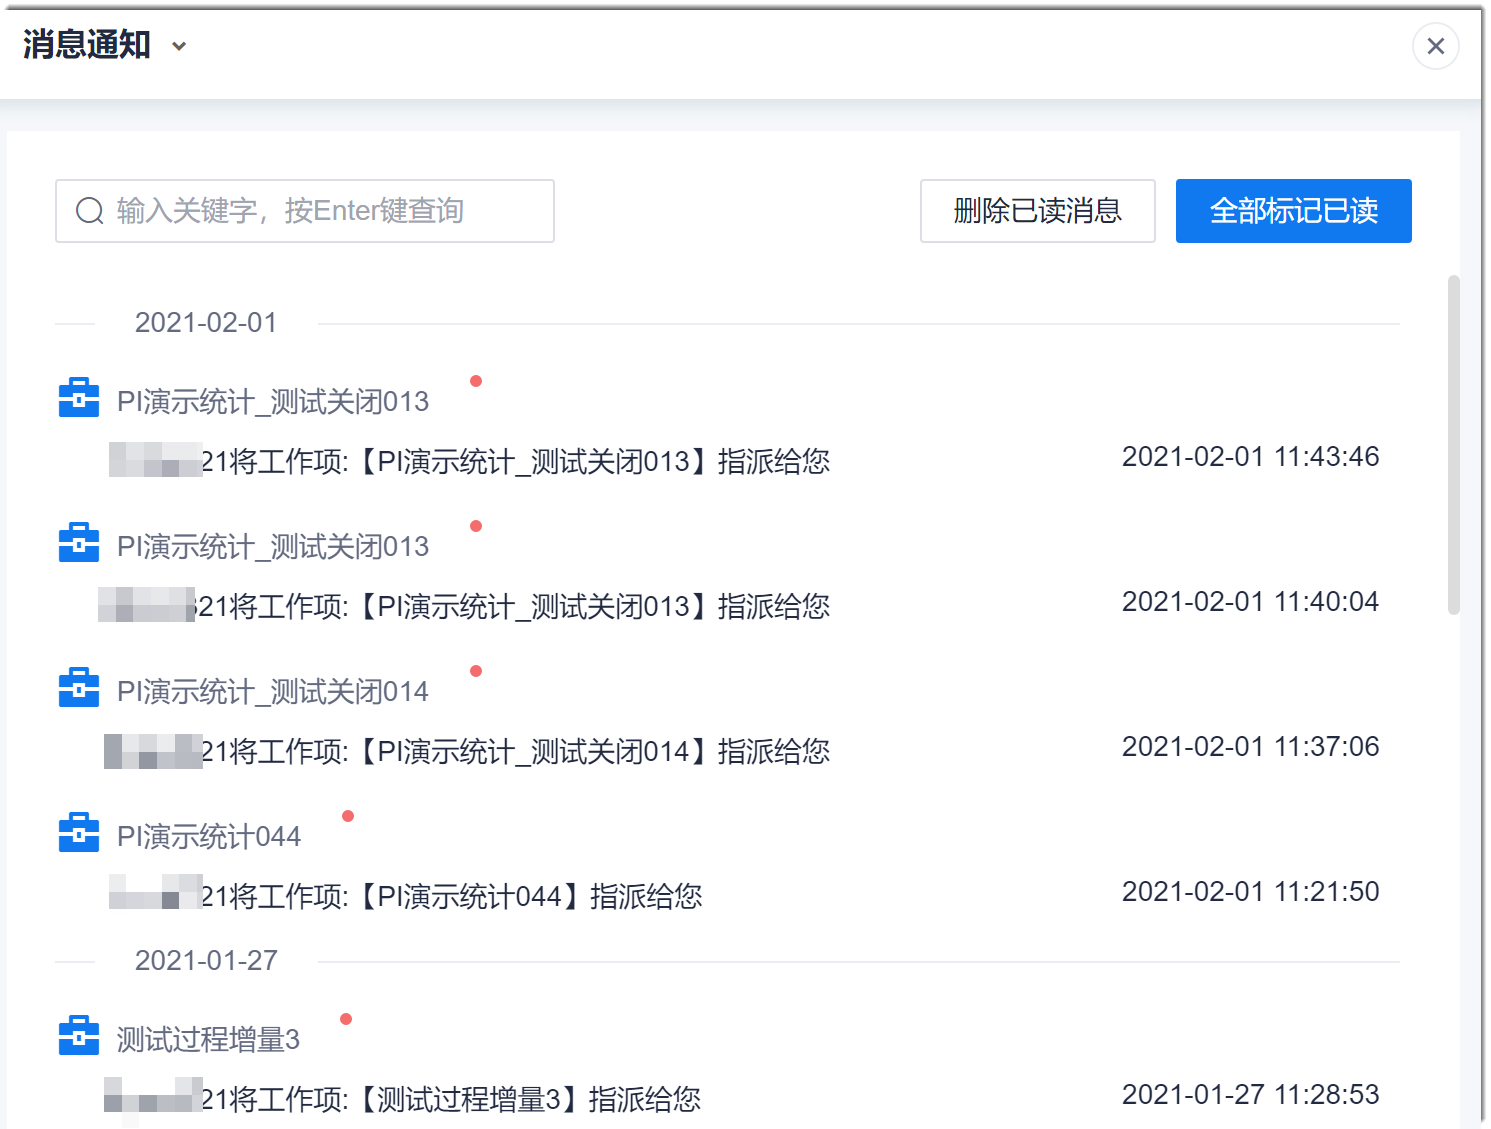 消息通知
输入关键字，按Enter键查询
删除已读消息
全部标记已读
2021-02-01
PI演示统计_测试关闭013
21将工作项:【PI演示统计_测试关闭013】指派给您
2021-02-01 11:43:46
PI演示统计_测试关闭013
21将工作项:【PI演示统计_测试关闭013】指派给您
2021-02-01 11:40:04
PI演示统计_测试关闭014
21将工作项:【PI演示统计_测试关闭014】指派给您
2021-02-01 11:37:06
PI演示统计044
21将工作项:【PI演示统计044】指派给您
2021-02-01 11:21:50
2021-01-27
测试过程增量3
21将工作项:【测试过程增量3】指派给您
2021-01-27 11:28:53